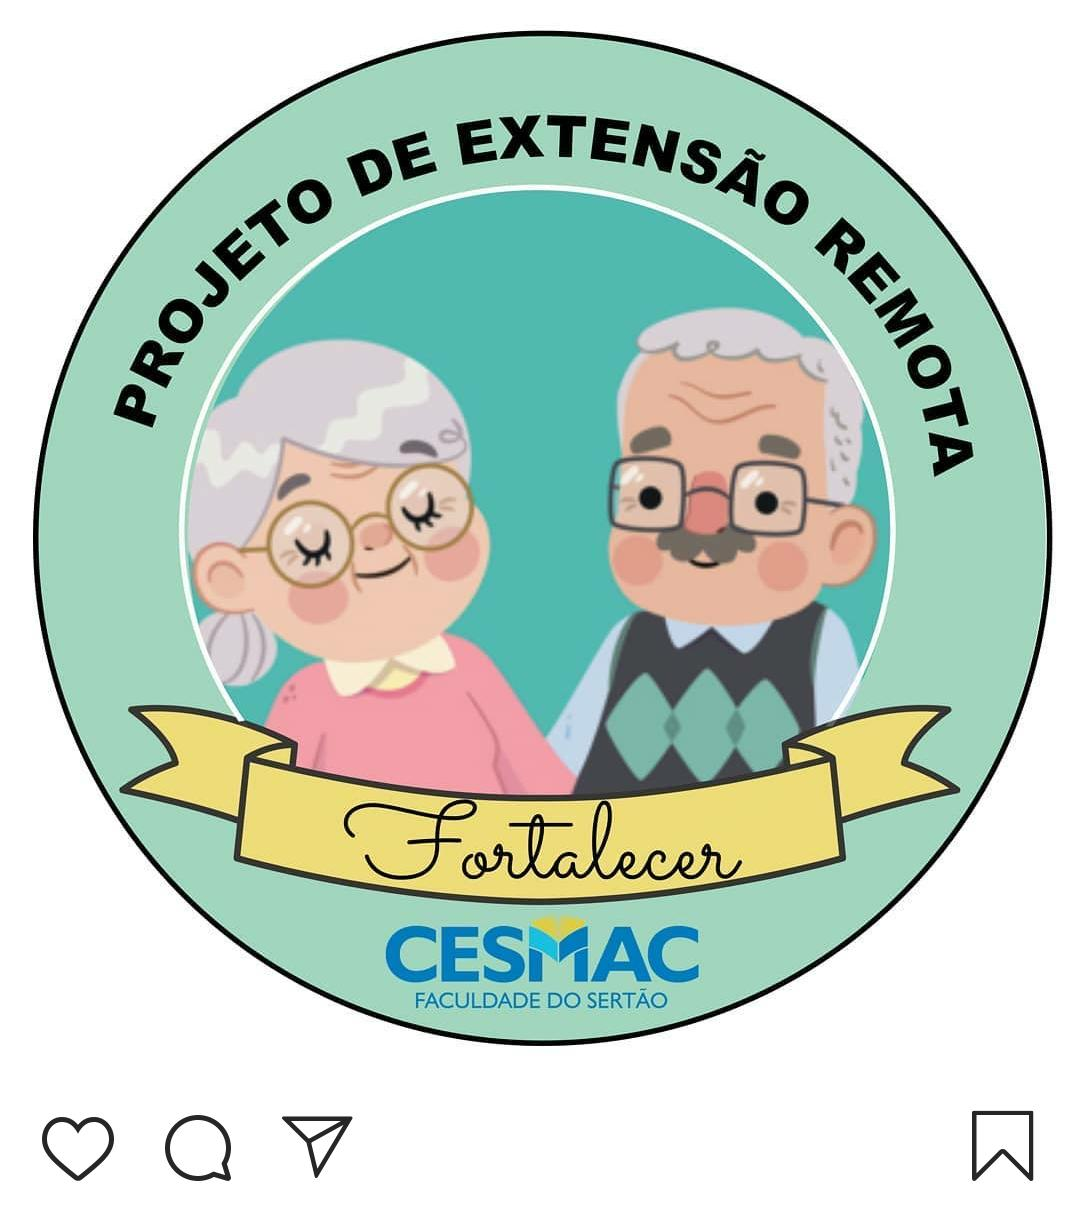 PROJETO DE EXTENSÃO REMOTA
Fortalecer
CESMAC
FACULDADE DO SERTÃO